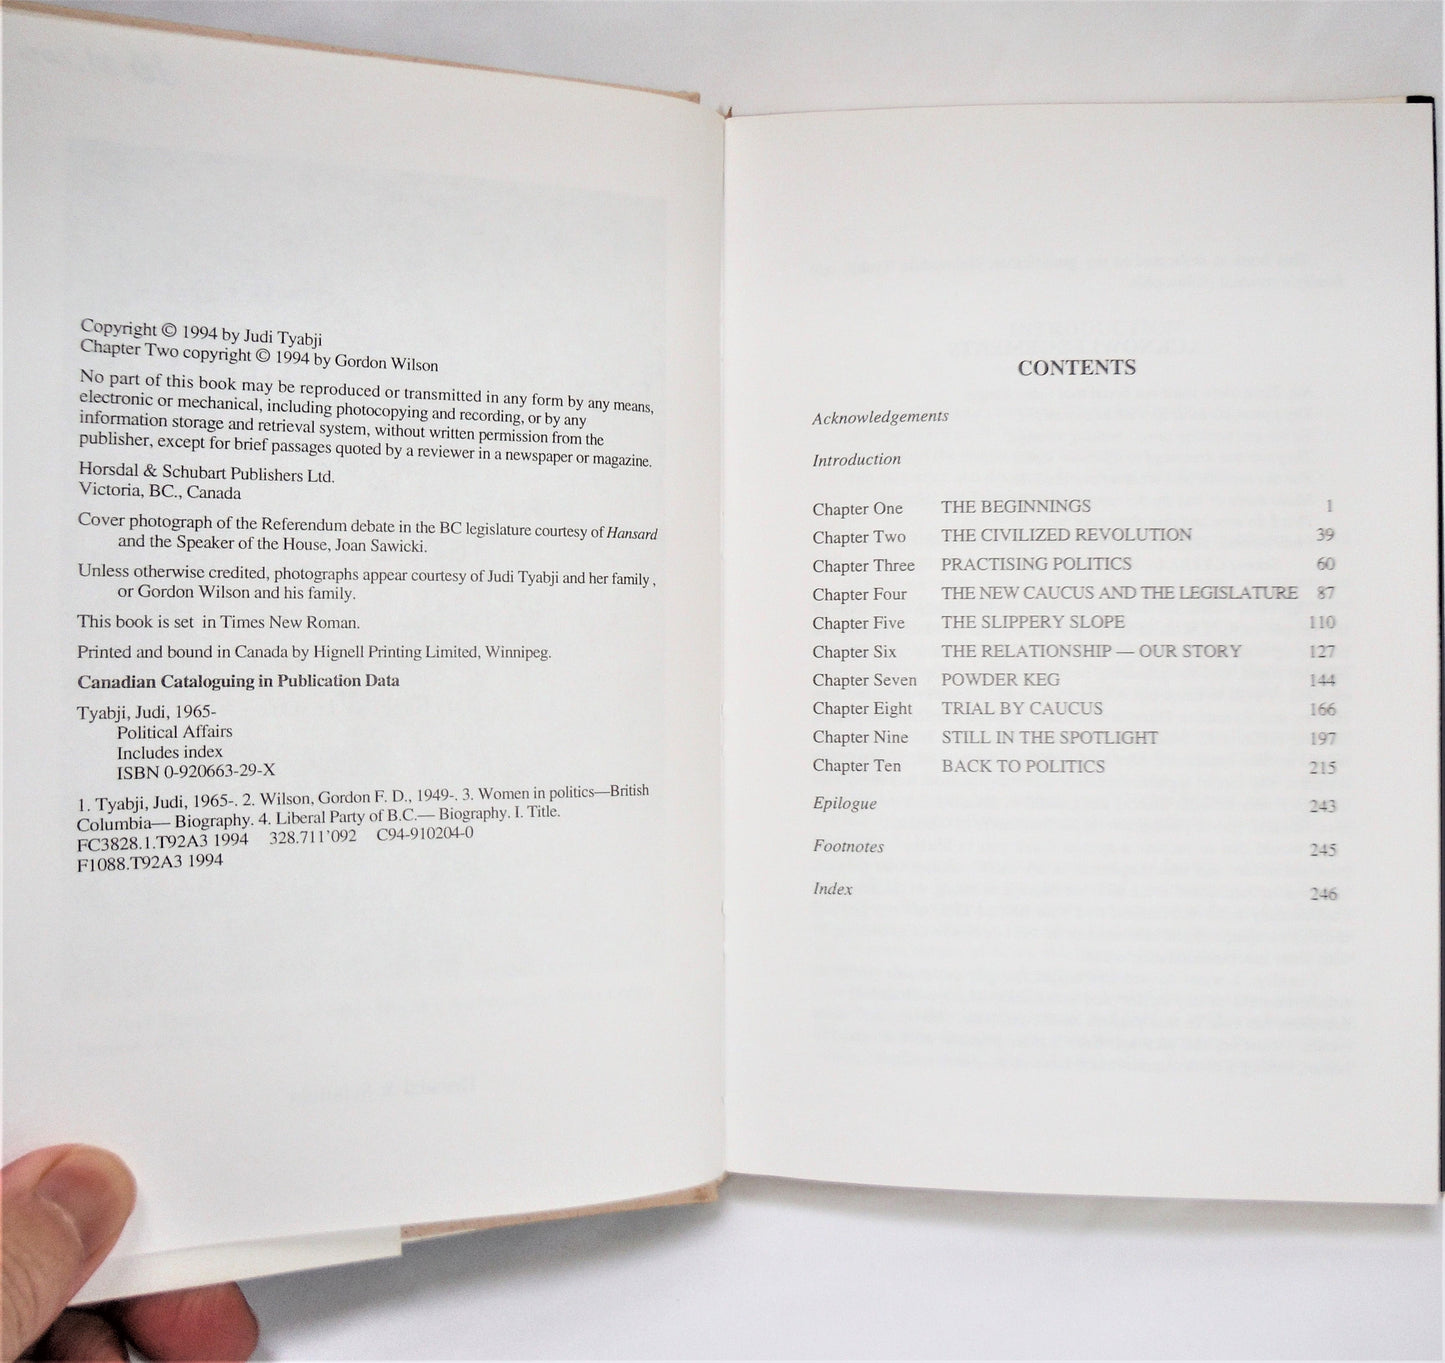 Copyright © 1994 by Judi Tyabji
Chapter Two copyright © 1994 by Gordon Wilson
No part of this book may be reproduced or transmitted in any form by any means,
electronic or mechanical, including photocopying and recording, or by any
information storage and retrieval system, without written permission from the
publisher, except for brief passages quoted by a reviewer in a newspaper or magazine.
Horsdal & Schubart Publishers Ltd.
Victoria, BC., Canada
Cover photograph of the Referendum debate in the BC legislature courtesy of Hansard
and the Speaker of the House, Joan Sawicki.
Unless otherwise credited, photographs appear courtesy of Judi Tyabji and her family,
or Gordon Wilson and his family.
This book is set in Times New Roman.
Printed and bound in Canada by Hignell Printing Limited, Winnipeg.
Canadian Cataloguing in Publication Data
Tyabji, Judi, 1965-
Political Affairs
Includes index
ISBN 0-920663-29-X
1. Tyabji, Judi, 1965-. 2. Wilson, Gordon F. D., 1949-. 3. Women in politics—British
Columbia— Biography. 4. Liberal Party of B.C.— Biography. I. Title.
FC3828.1.T92A3 1994 328.711'092 C94-910204-0
F1088.T92A3 1994
CONTENTS
Acknowledgements
Introduction
Chapter One THE BEGINNINGS 1
Chapter Two THE CIVILIZED REVOLUTION 39
Chapter Three PRACTISING POLITICS 60
Chapter Four THE NEW CAUCUS AND THE LEGISLATURE 87
Chapter Five THE SLIPPERY SLOPE 110
Chapter Six THE RELATIONSHIP — OUR STORY 127
Chapter Seven POWDER KEG 144
Chapter Eight TRIAL BY CAUCUS 166
Chapter Nine STILL IN THE SPOTLIGHT 197
Chapter Ten BACK TO POLITICS 215
Epilogue 243
Footnotes 245
Index 246